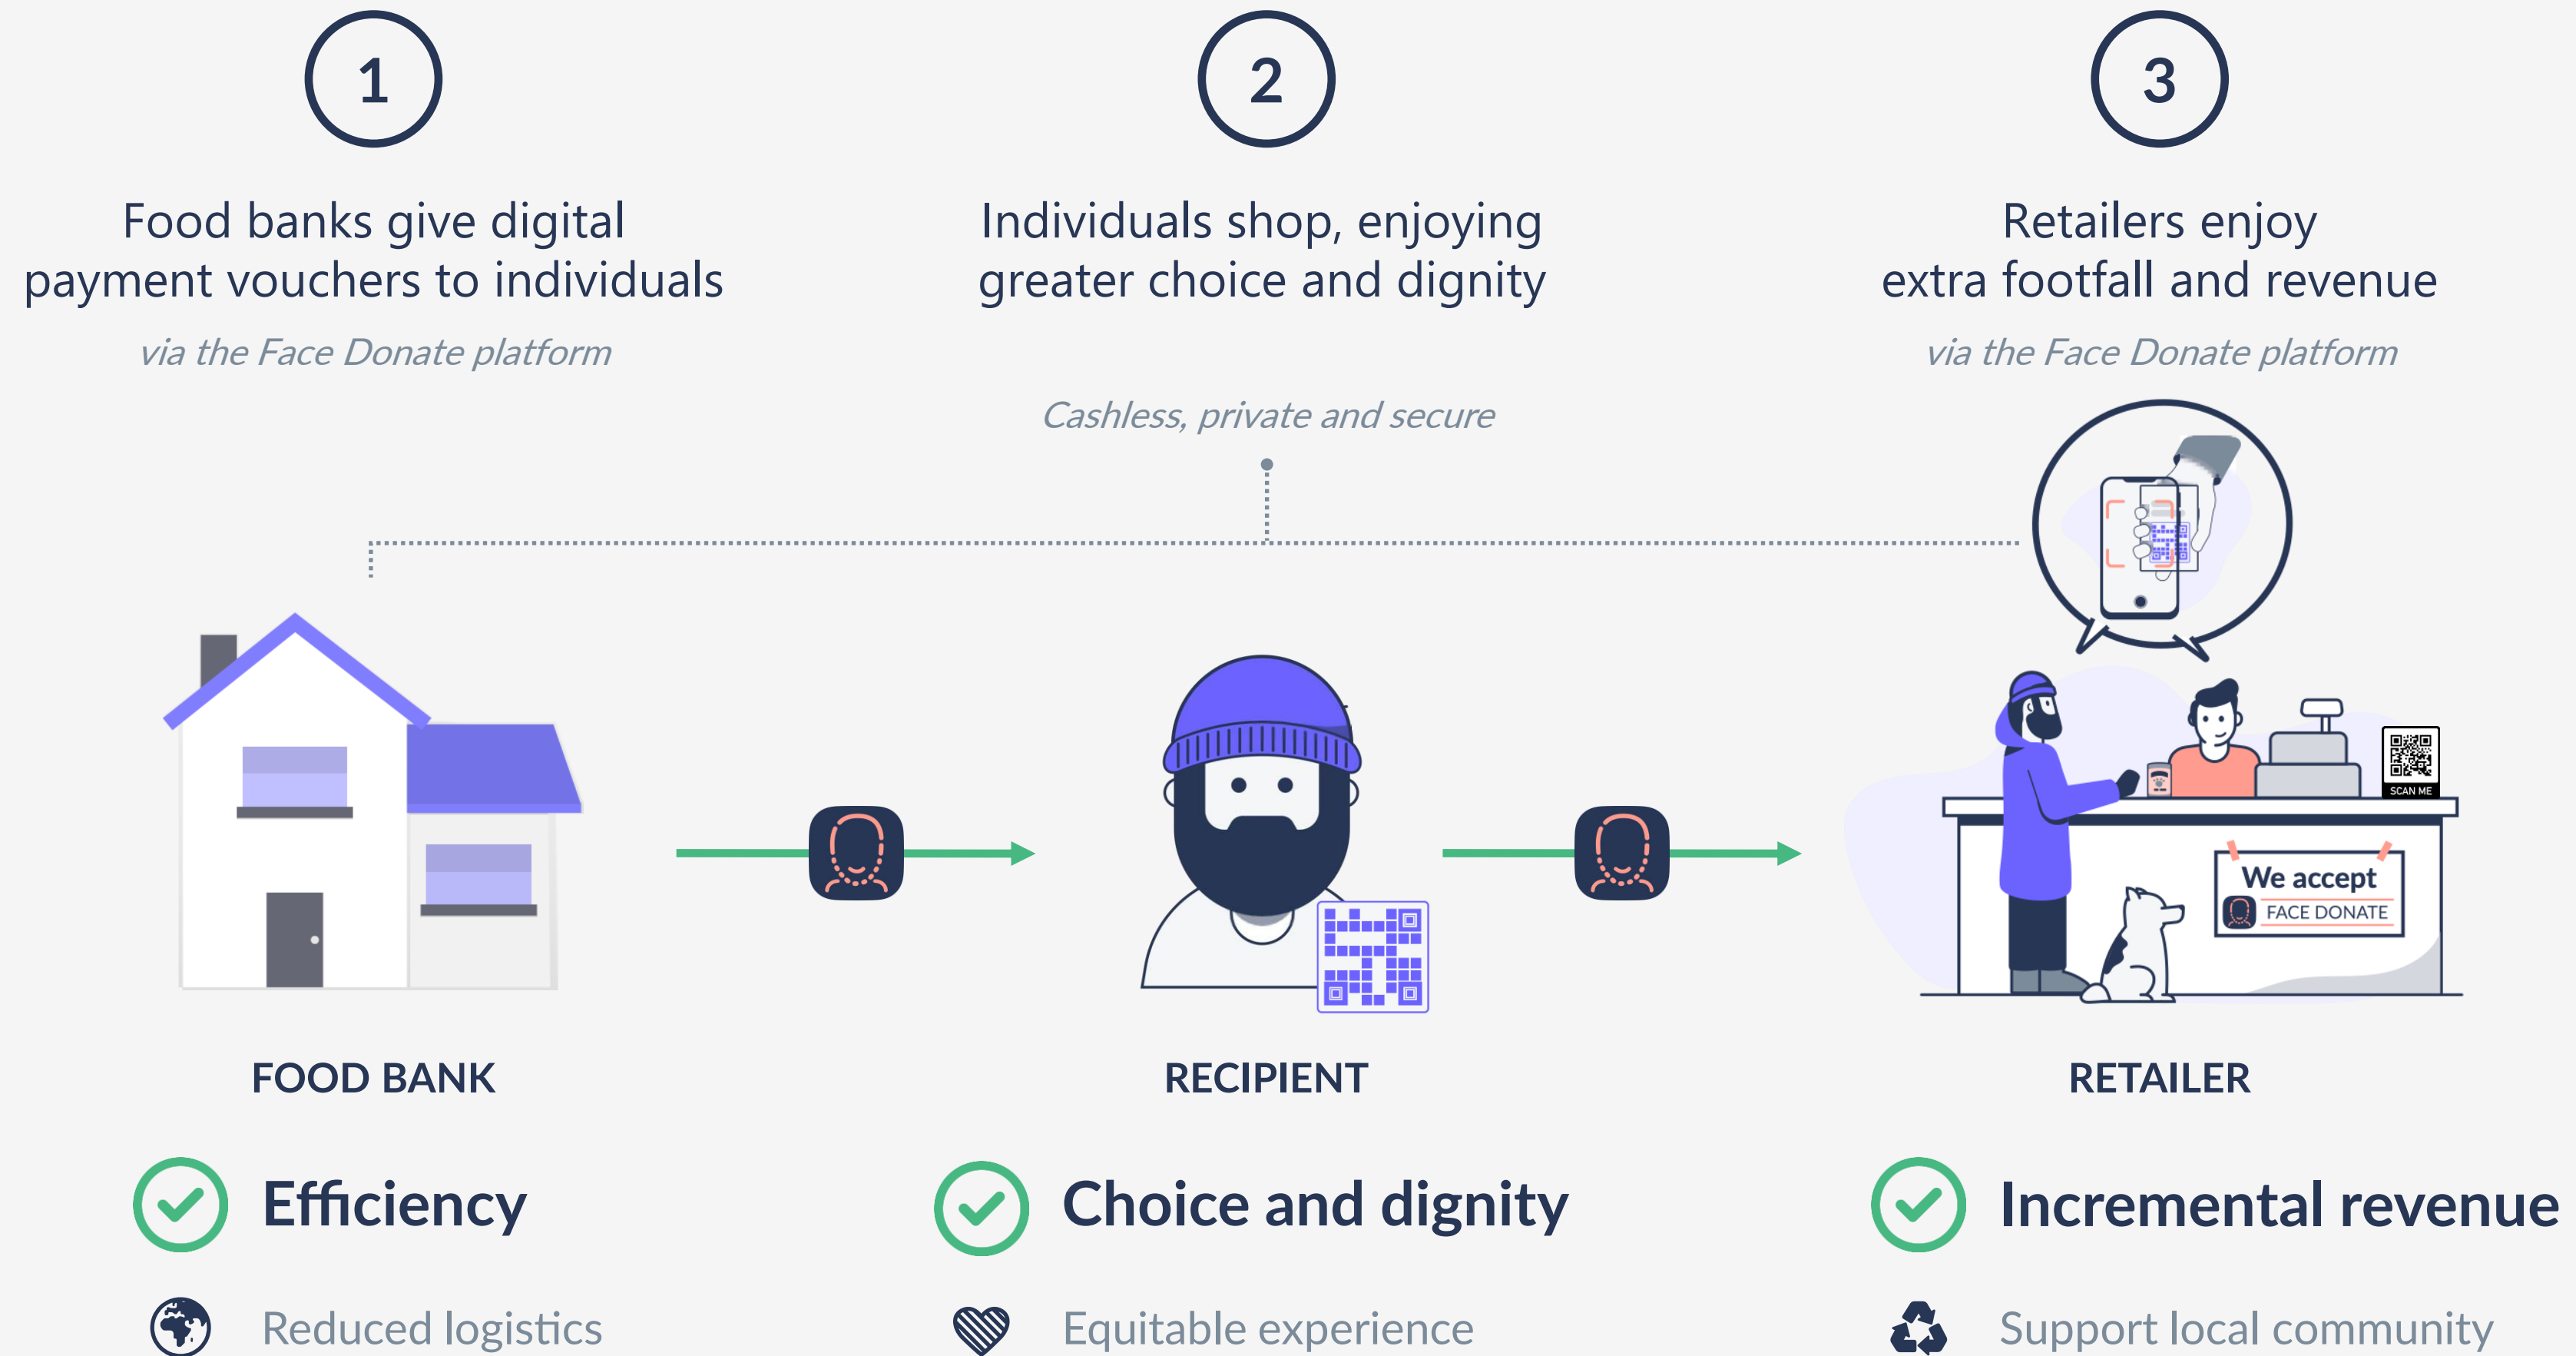 1
Food banks give digital
payment vouchers to individuals
via the Face Donate platform
2
Individuals shop, enjoying
greater choice and dignity
Cashless, private and secure
3
Retailers enjoy
extra footfall and revenue
via the Face Donate platform
SCAN ME
We accept
FACE DONATE
FOOD BANK
RECIPIENT
RETAILER
Efficiency
Reduced logistics
Choice and dignity
Equitable experience
Incremental revenue
Support local community